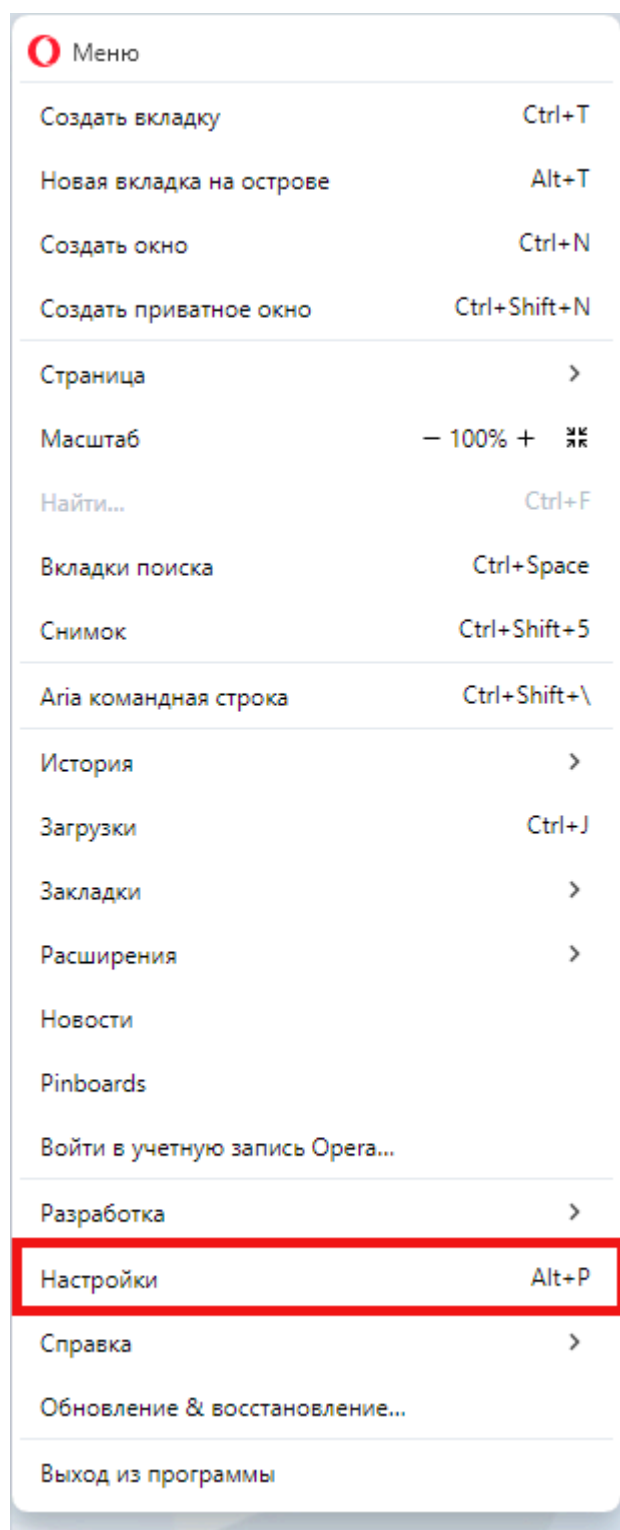 Меню
Создать вкладку Ctrl+T
Новая вкладка на острове Alt+T
Создать окно Ctrl+N
Создать приватное окно Ctrl+Shift+N
Страница
Масштаб − 100% +
Найти... Ctrl+F
Вкладки поиска Ctrl+Space
Снимок Ctrl+Shift+5
Aria командная строка Ctrl+Shift+\
История
Загрузки Ctrl+J
Закладки
Расширения
Новости
Pinboards
Войти в учетную запись Opera...
Разработка
Настройки Alt+P
Справка
Обновление & восстановление...
Выход из программы